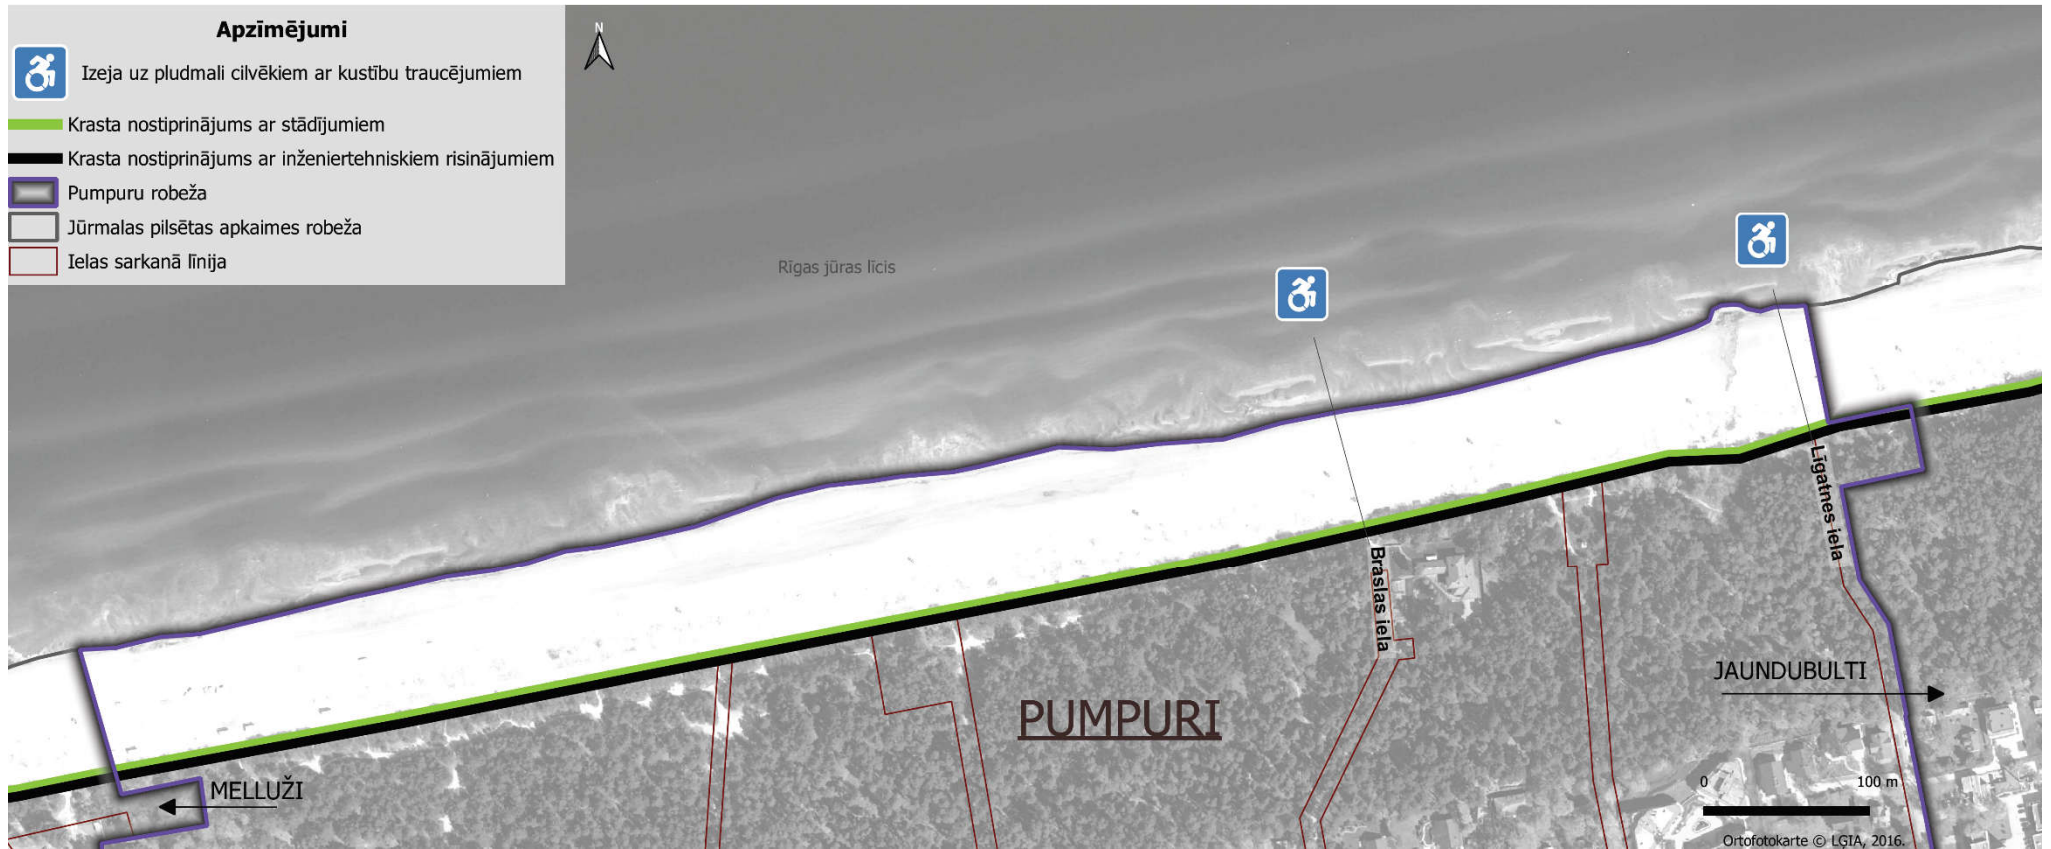 Apzīmējumi
Izeja uz pludmali cilvēkiem ar kustību traucējumiem
Krasta nostiprinājums ar stādījumiem
Krasta nostiprinājums ar inženiertehniskiem risinājumiem
Pumpuru robeža
Jūrmalas pilsētas apkaimes robeža
Ielas sarkanā līnija
N
Rīgas jūras līcis
Līgatnes iela
Braslas iela
JAUNDUBULTI
PUMPURI
MELLUŽI
0 100 m
Ortofotokarte © LĢIA, 2016.